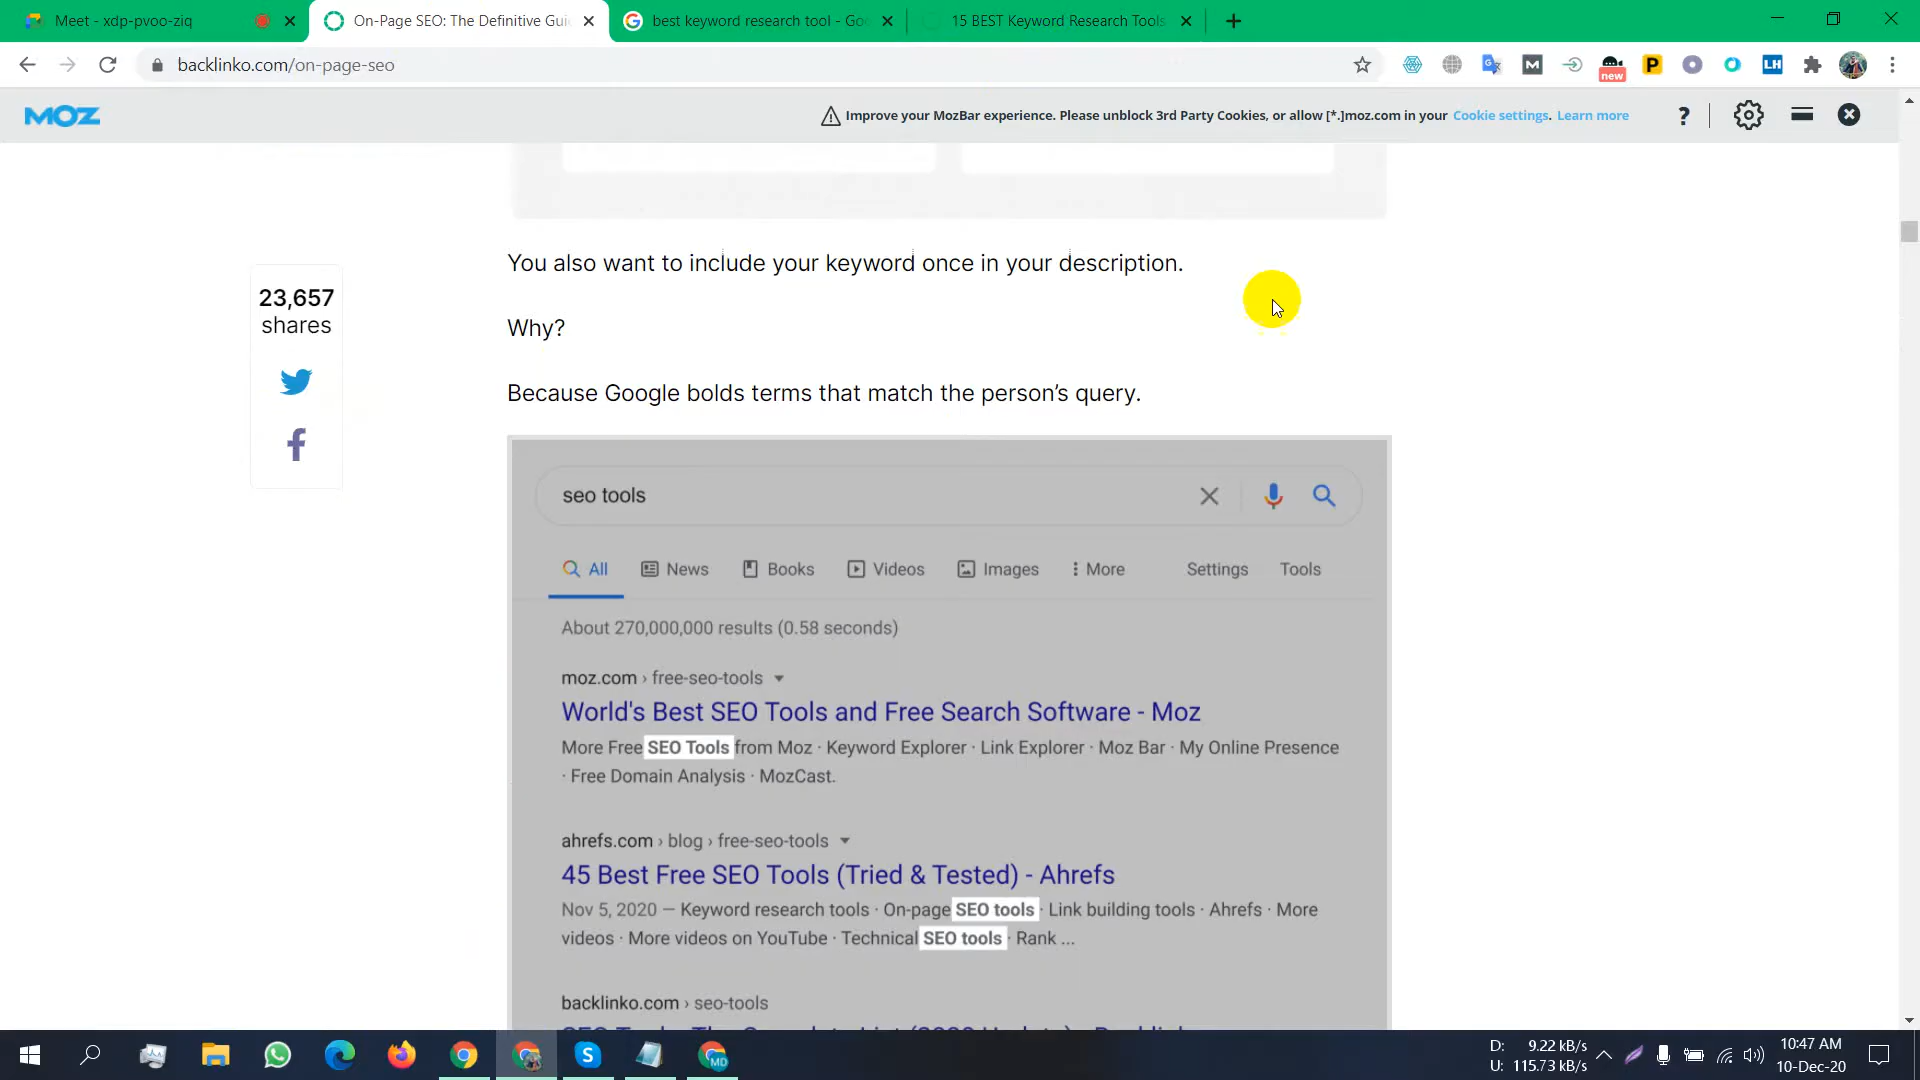 Meet - xdp-pvoo-ziq
On-Page SEO: The Definitive Gui
best keyword research tool - Goo
15 BEST Keyword Research Tools
backlinko.com/on-page-seo
new
P
LH
MOZ
Improve your MozBar experience. Please unblock 3rd Party Cookies, or allow [*.]moz.com in your Cookie settings. Learn more
?
You also want to include your keyword once in your description.
23,657
shares
Why?
Because Google bolds terms that match the person's query.
seo tools
All News Books Videos Images More Settings Tools
About 270,000,000 results (0.58 seconds)
moz.com › free-seo-tools
World's Best SEO Tools and Free Search Software - Moz
More Free SEO Tools from Moz · Keyword Explorer · Link Explorer · Moz Bar · My Online Presence
· Free Domain Analysis · MozCast.
ahrefs.com › blog › free-seo-tools
45 Best Free SEO Tools (Tried & Tested) - Ahrefs
Nov 5, 2020 — Keyword research tools · On-page SEO tools · Link building tools · Ahrefs · More
videos · More videos on YouTube · Technical SEO tools · Rank ...
backlinko.com › seo-tools
D: 9.22 kB/s
U: 115.73 kB/s
10:47 AM
10-Dec-20